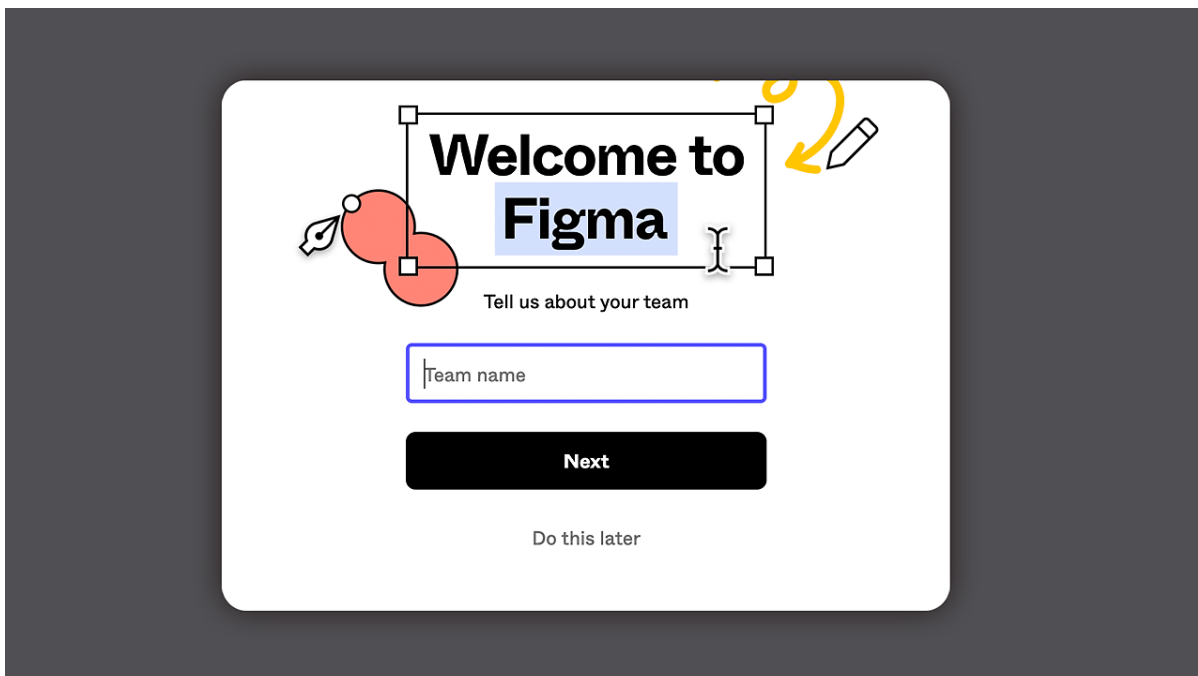 Welcome to
Figma
Tell us about your team
Team name
Next
Do this later